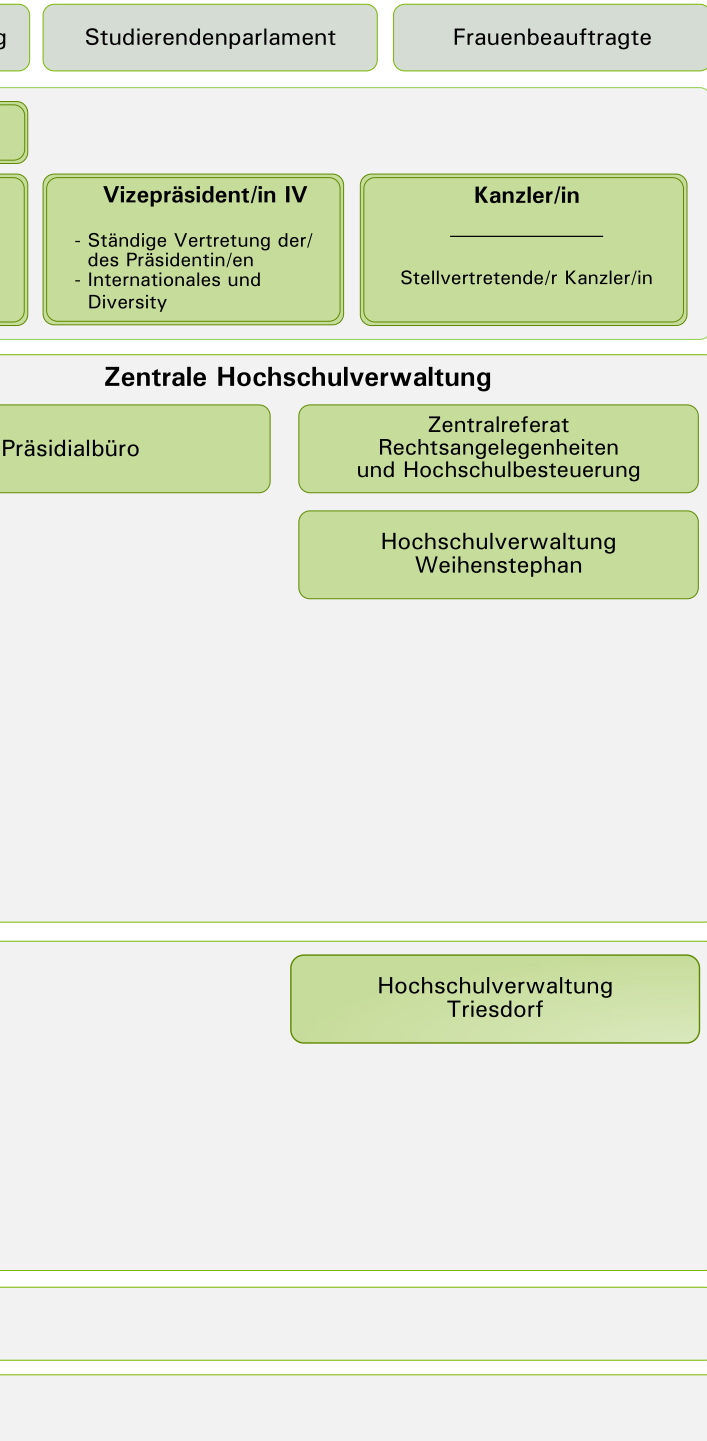 g
Studierendenparlament
Frauenbeauftragte
Vizepräsident/in IV
- Ständige Vertretung der/
des Präsidentin/en
- Internationales und
Diversity
Kanzler/in
Stellvertretende/r Kanzler/in
Zentrale Hochschulverwaltung
Präsidialbüro
Zentralreferat
Rechtsangelegenheiten
und Hochschulbesteuerung
Hochschulverwaltung
Weihenstephan
Hochschulverwaltung
Triesdorf